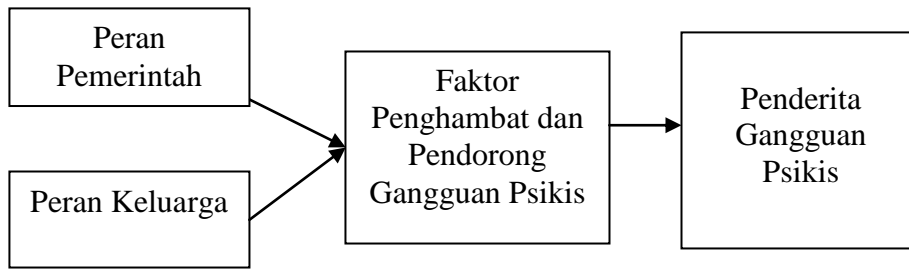 Peran
Pemerintah
Peran Keluarga
Faktor
Penghambat dan
Pendorong
Gangguan Psikis
Penderita
Gangguan
Psikis